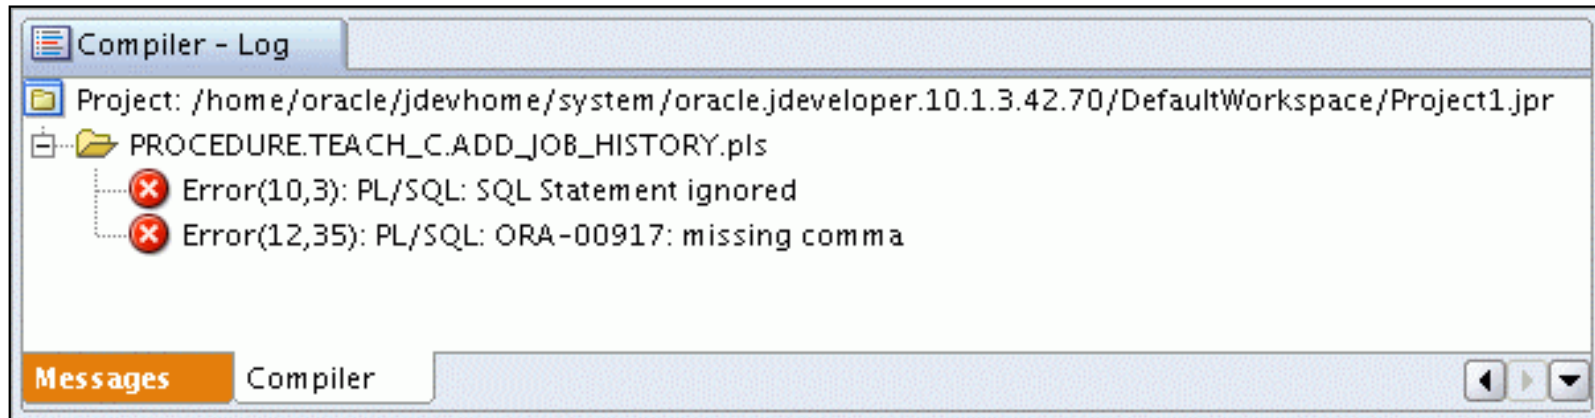 Compiler - Log
Project: /home/oracle/jdevhome/system/oracle.jdeveloper.10.1.3.42.70/DefaultWorkspace/Project1.jpr
PROCEDURE.TEACH_C.ADD_JOB_HISTORY.pls
Error(10,3): PL/SQL: SQL Statement ignored
Error(12,35): PL/SQL: ORA-00917: missing comma
Messages Compiler